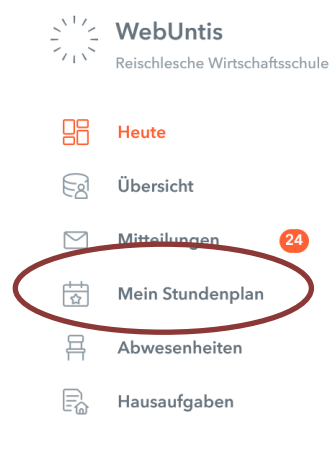 WebUntis
Reischlesche Wirtschaftsschule
Heute
Übersicht
Mitteilungen 24
Mein Stundenplan
Abwesenheiten
Hausaufgaben